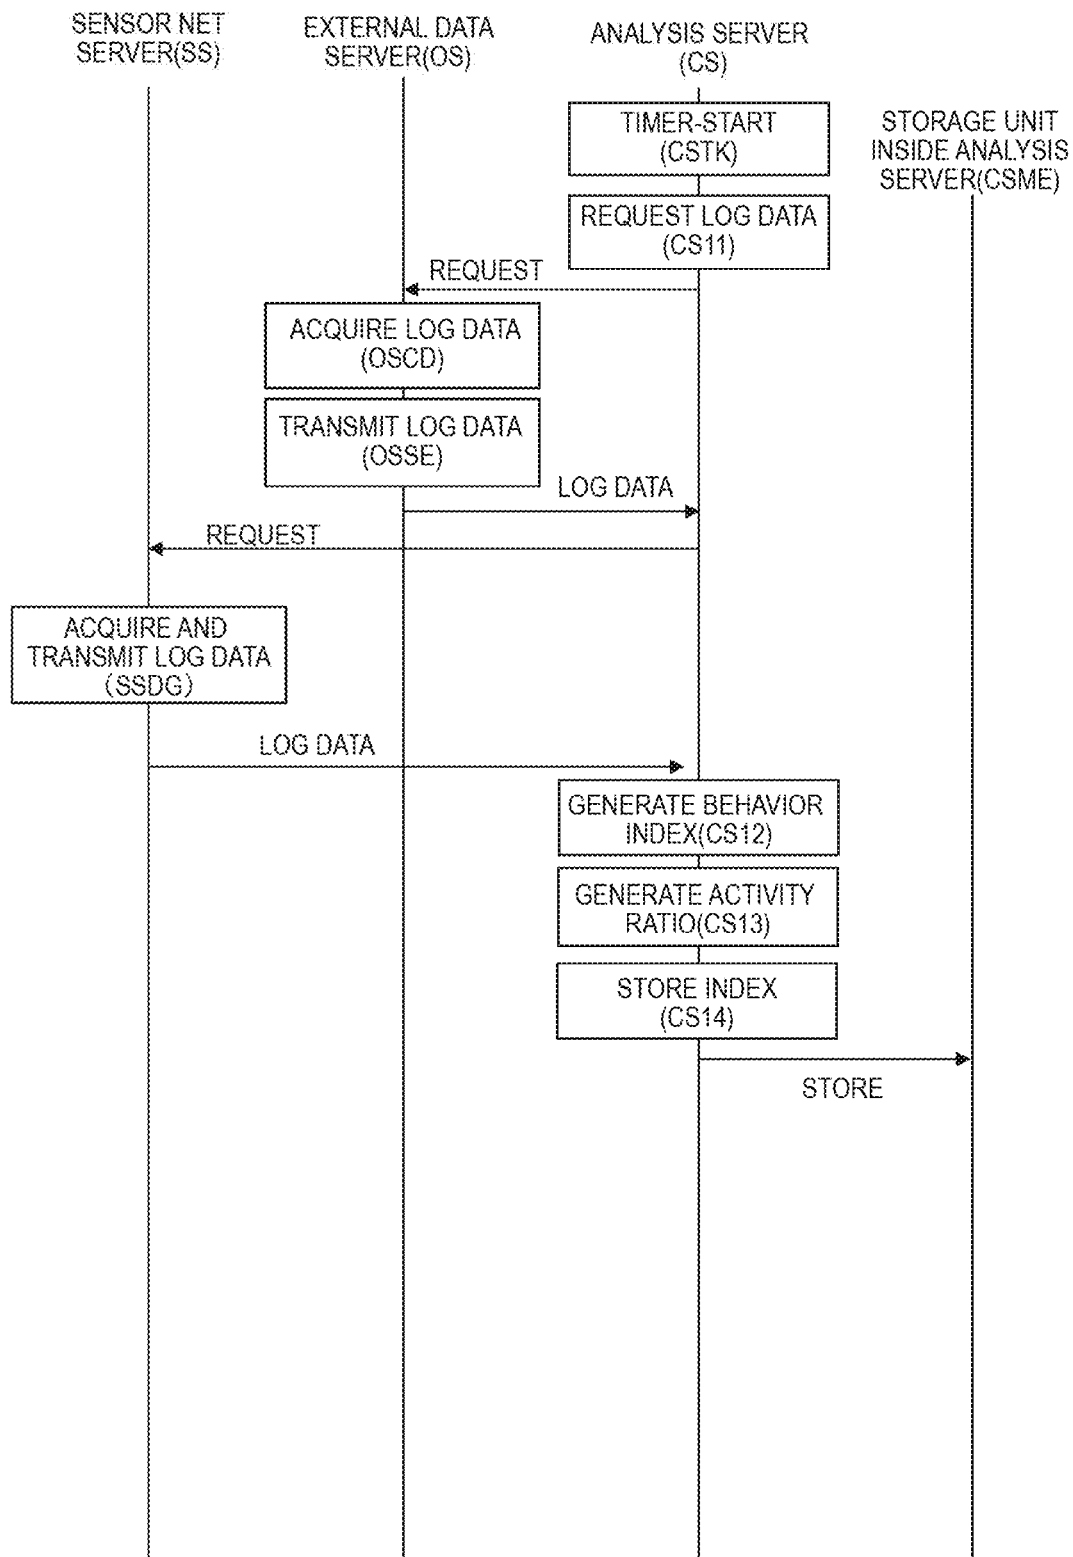 SENSOR NET
SERVER(SS)
EXTERNAL DATA
SERVER(OS)
ANALYSIS SERVER
(CS)
STORAGE UNIT
INSIDE ANALYSIS
SERVER(CSME)
TIMER-START
(CSTK)
REQUEST LOG DATA
(CS11)
REQUEST
ACQUIRE LOG DATA
(OSCD)
TRANSMIT LOG DATA
(OSSE)
LOG DATA
REQUEST
ACQUIRE AND
TRANSMIT LOG DATA
(SSDG)
LOG DATA
GENERATE BEHAVIOR
INDEX(CS12)
GENERATE ACTIVITY
RATIO(CS13)
STORE INDEX
(CS14)
STORE